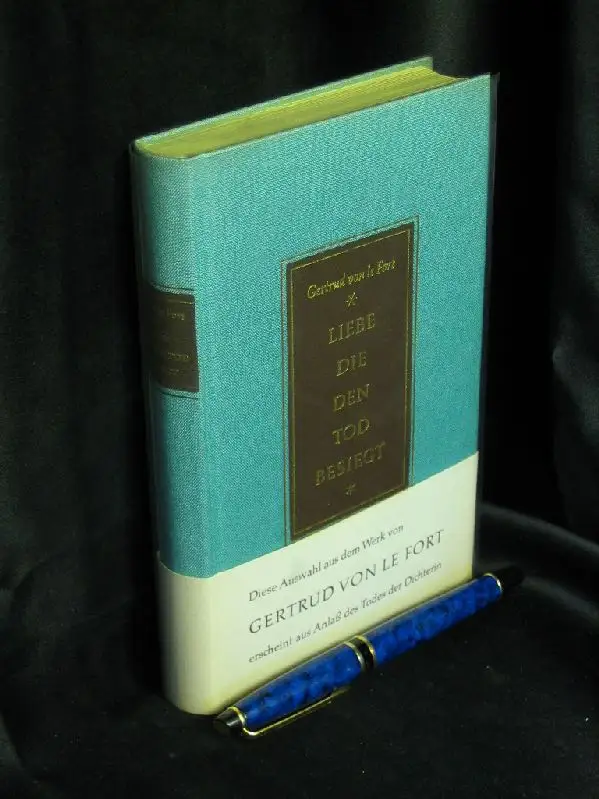 Gertrud von le Fort
LIEBE
DIE
DEN
TOD
BESIEGT
Diese Auswahl aus dem Werk von
GERTRUD VON LE FORT
erscheint aus Anlaß des Todes der Dichterin